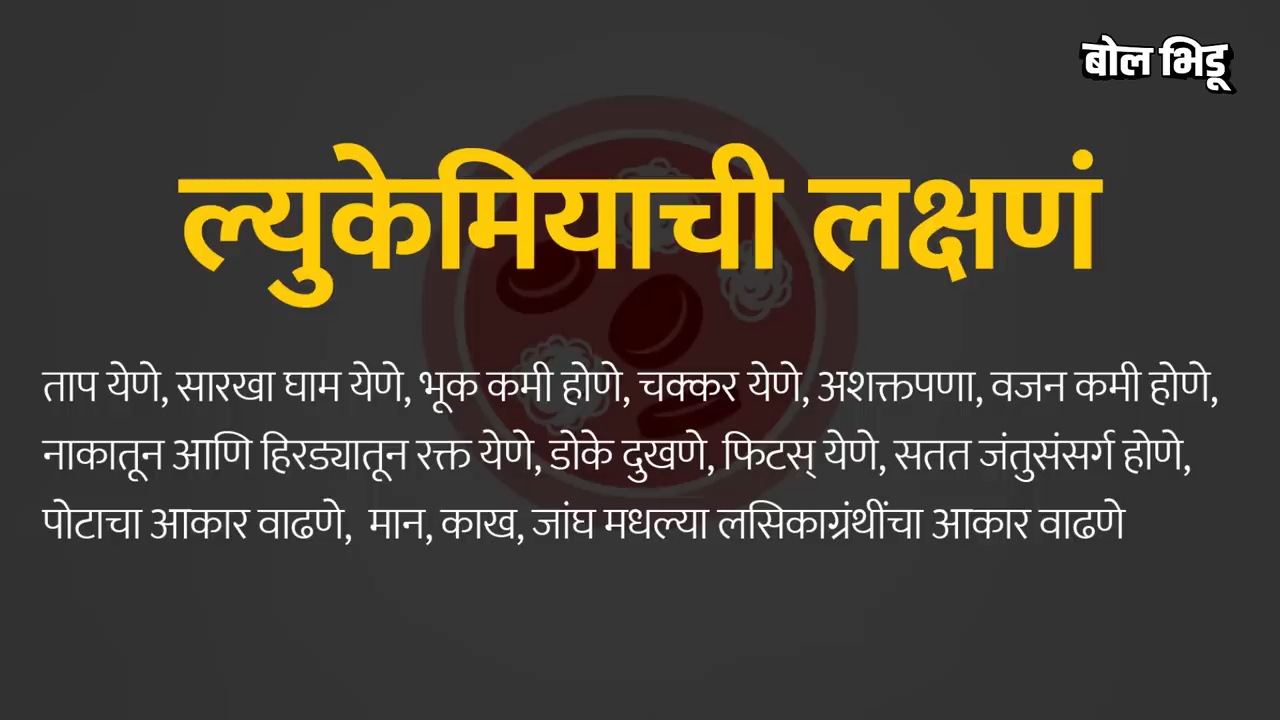 बोल भिडू
ल्युकेमियाची लक्षणं
ताप येणे, सारखा घाम येणे, भूक कमी होणे, चक्कर येणे, अशक्तपणा, वजन कमी होणे,
नाकातून आणि हिरड्यातून रक्त येणे, डोके दुखणे, फिटस् येणे, सतत जंतुसंसर्ग होणे,
पोटाचा आकार वाढणे, मान, काख, जांघ मधल्या लसिकाग्रंथींचा आकार वाढणे